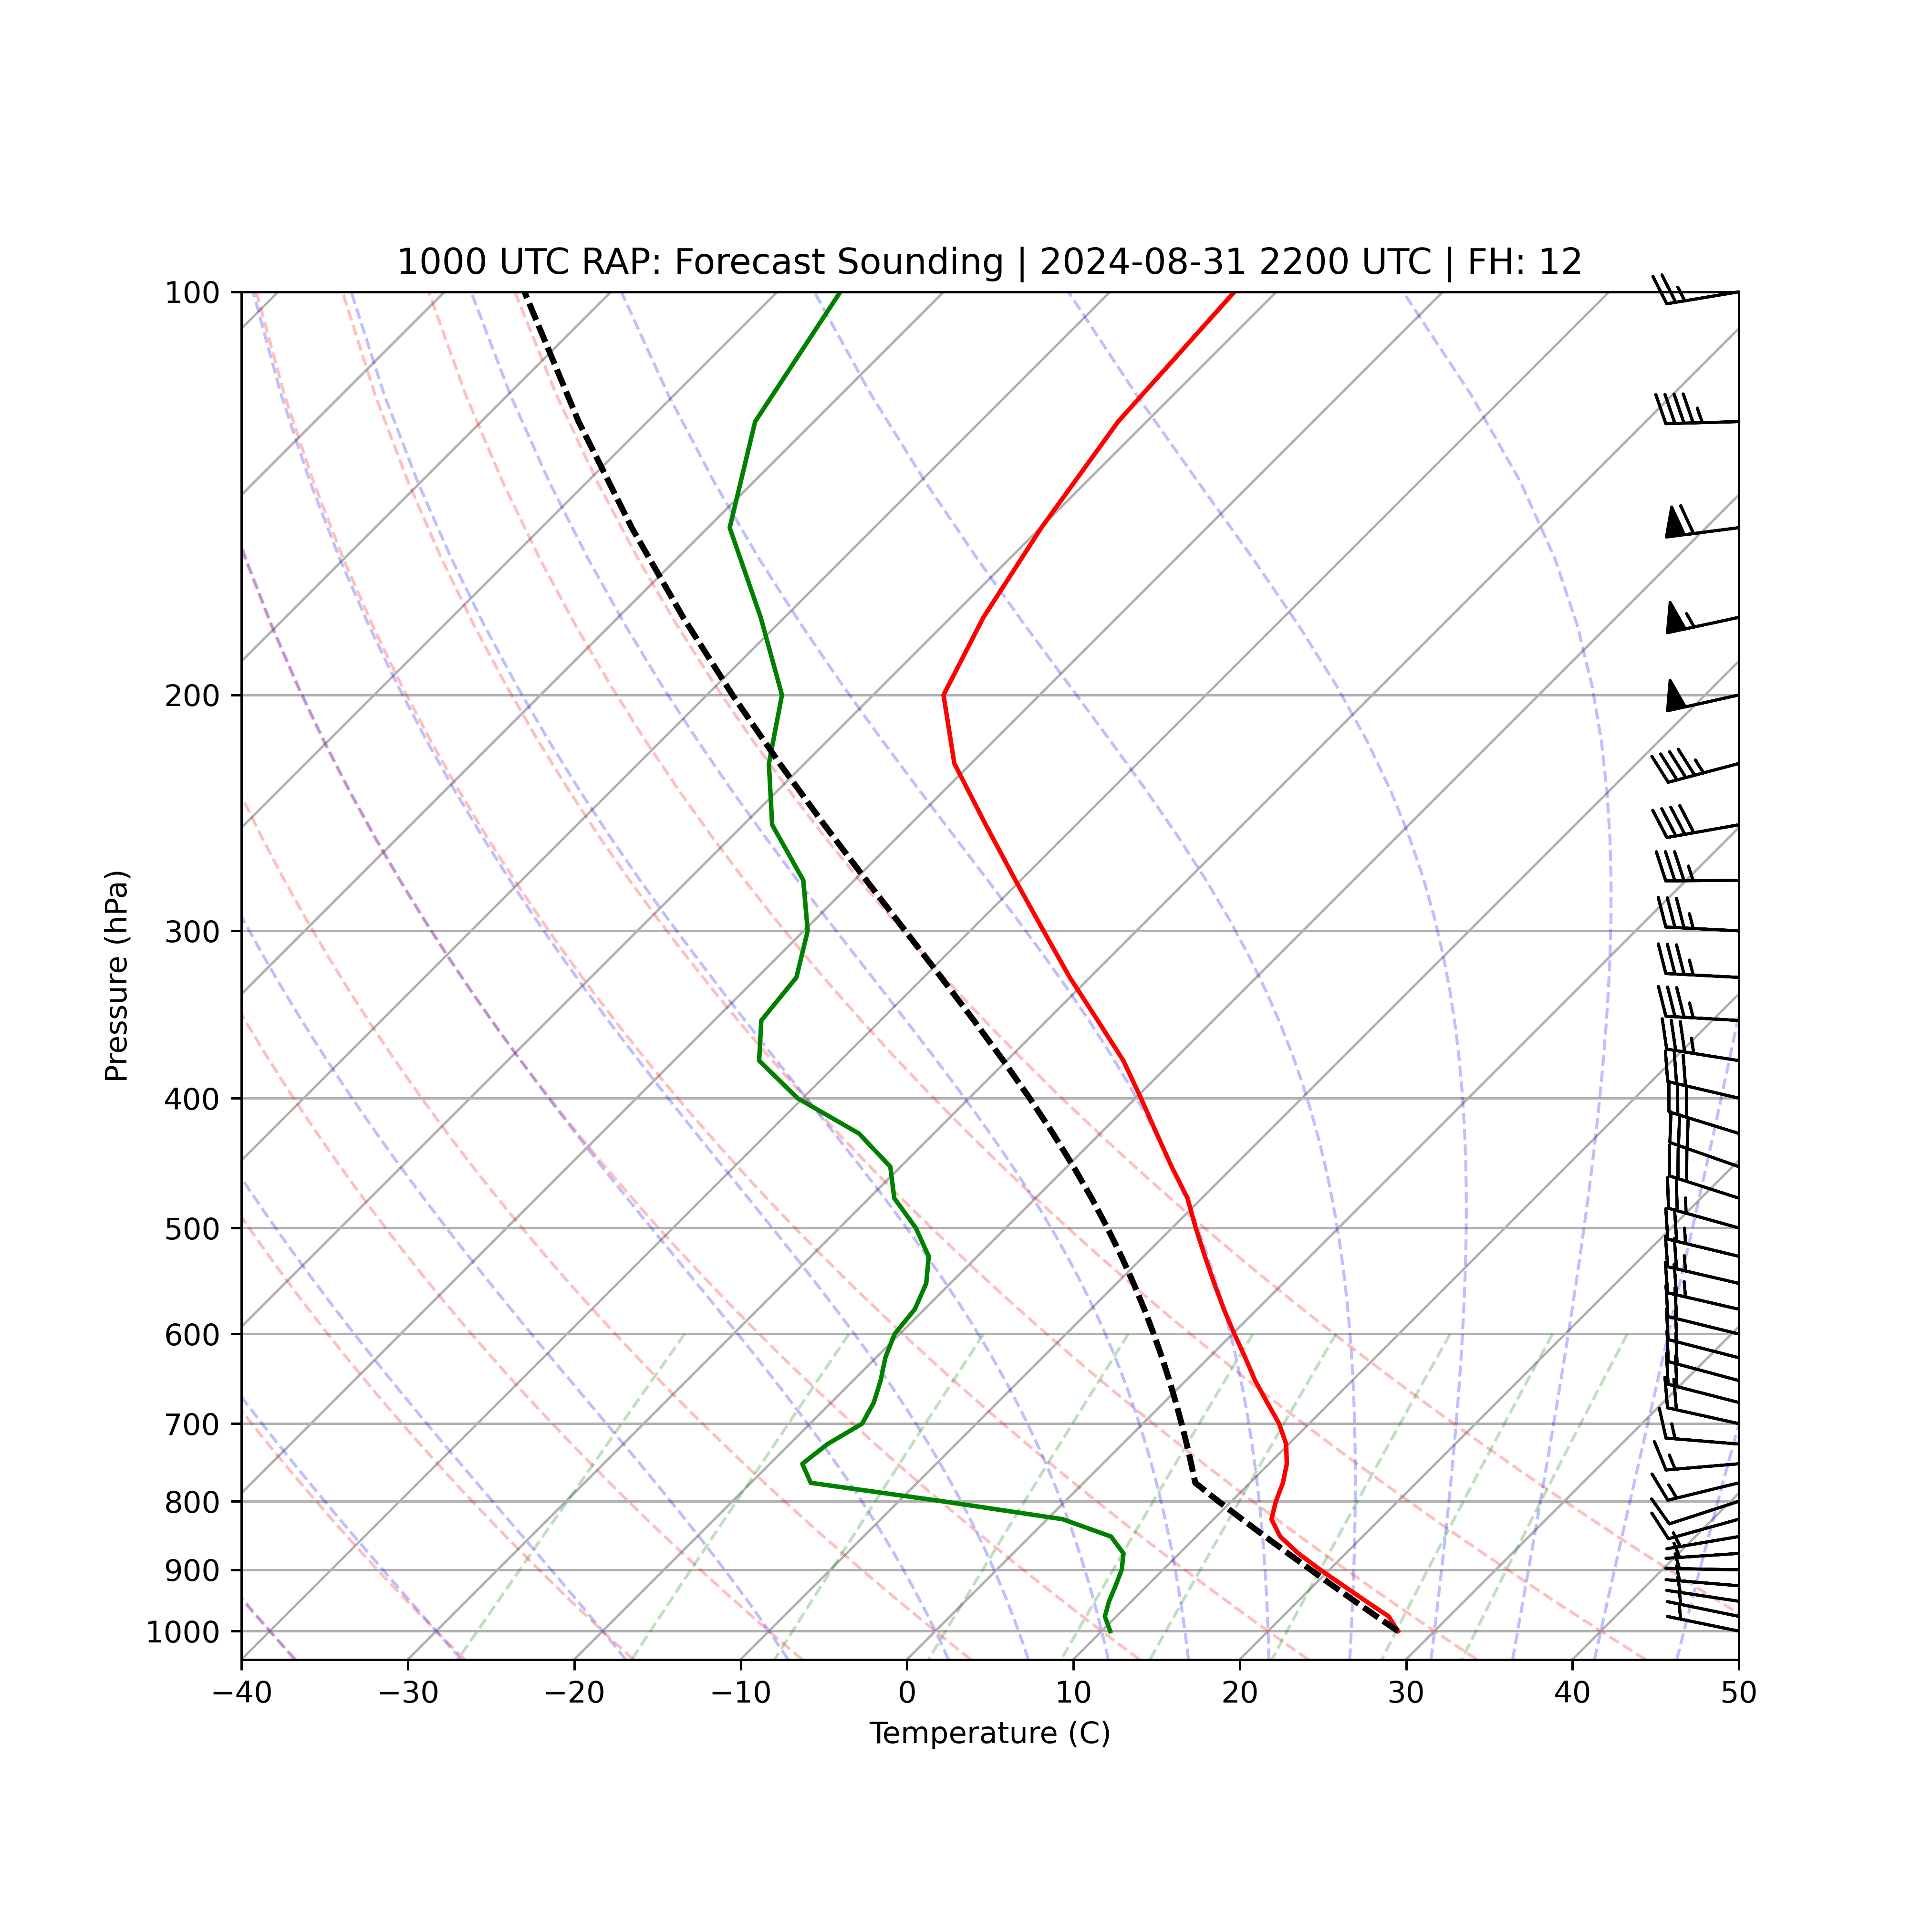 1000 UTC RAP: Forecast Sounding | 2024-08-31 2200 UTC | FH: 12
100
200
300
400
500
600
700
800
900
1000
Pressure (hPa)
−40 −30 −20 −10 0 10 20 30 40 50
Temperature (C)